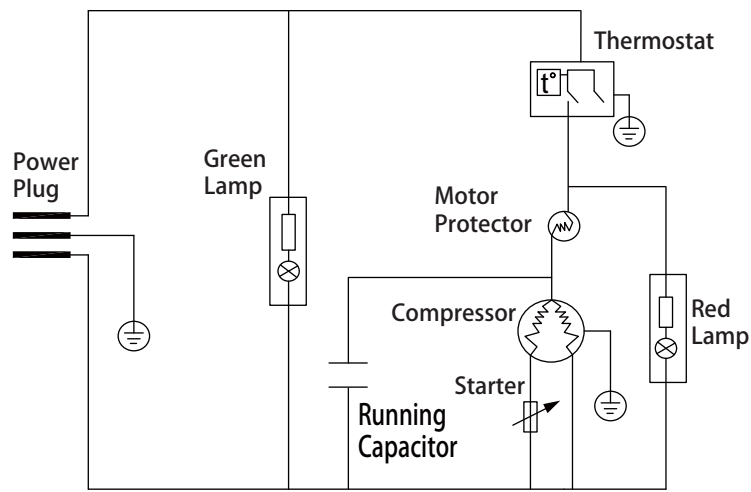 Thermostat
t°
Power
Plug
Green
Lamp
Motor
Protector
Compressor
Red
Lamp
Starter
Running
Capacitor